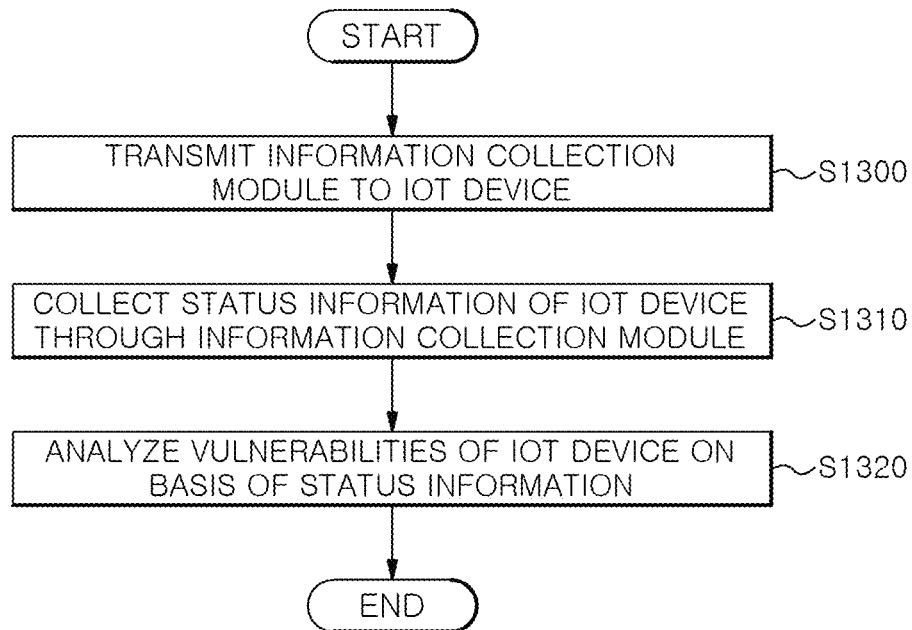 START
TRANSMIT INFORMATION COLLECTION
MODULE TO IOT DEVICE
S1300
COLLECT STATUS INFORMATION OF IOT DEVICE
THROUGH INFORMATION COLLECTION MODULE
S1310
ANALYZE VULNERABILITIES OF IOT DEVICE ON
BASIS OF STATUS INFORMATION
S1320
END